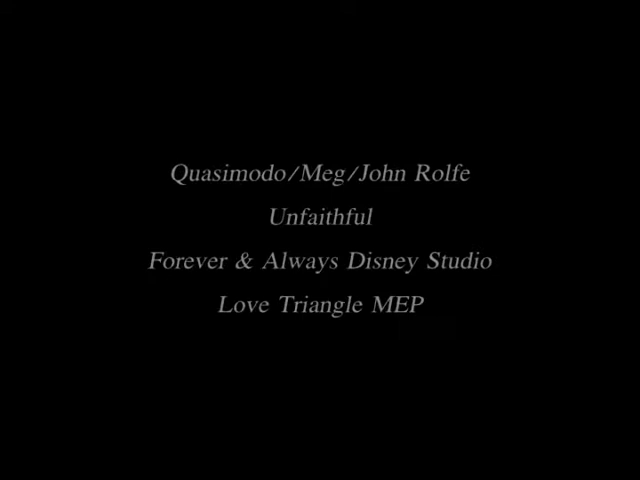 Quasimodo/Meg/John Rolfe
Unfaithful
Forever & Always Disney Studio
Love Triangle MEP